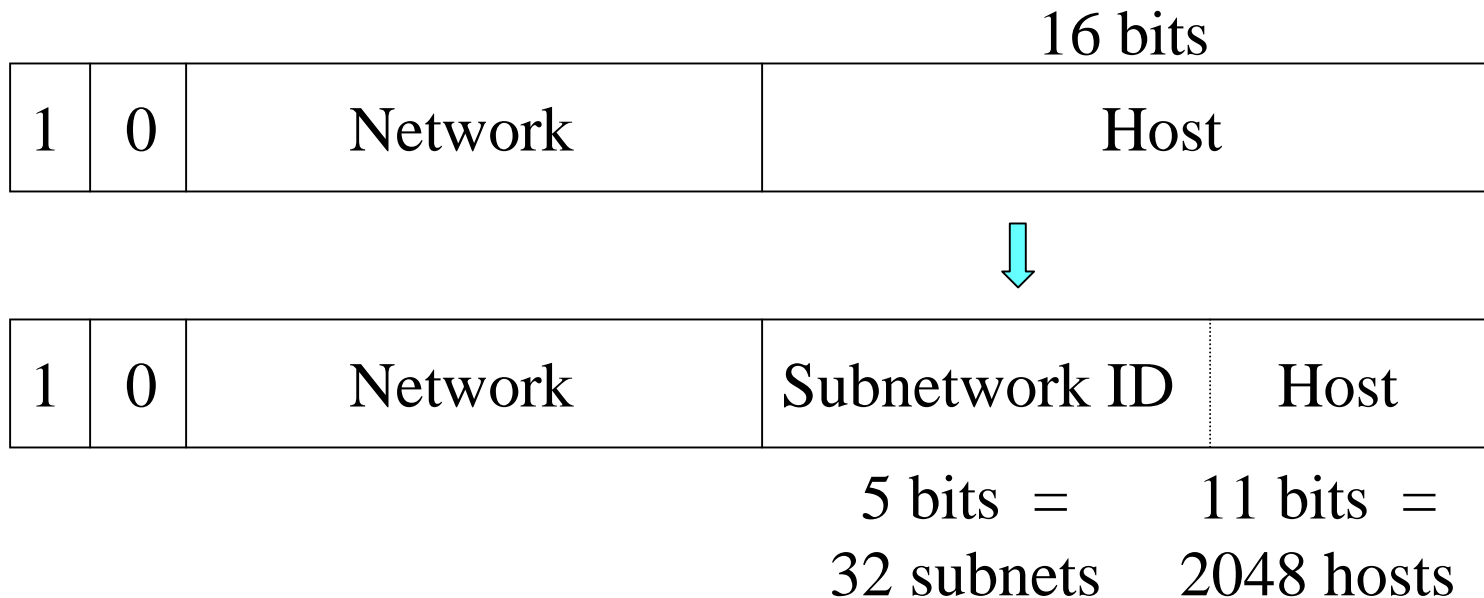 16 bits
1 0 Network Host
1 0 Network Subnetwork ID Host
5 bits = 11 bits =
32 subnets 2048 hosts